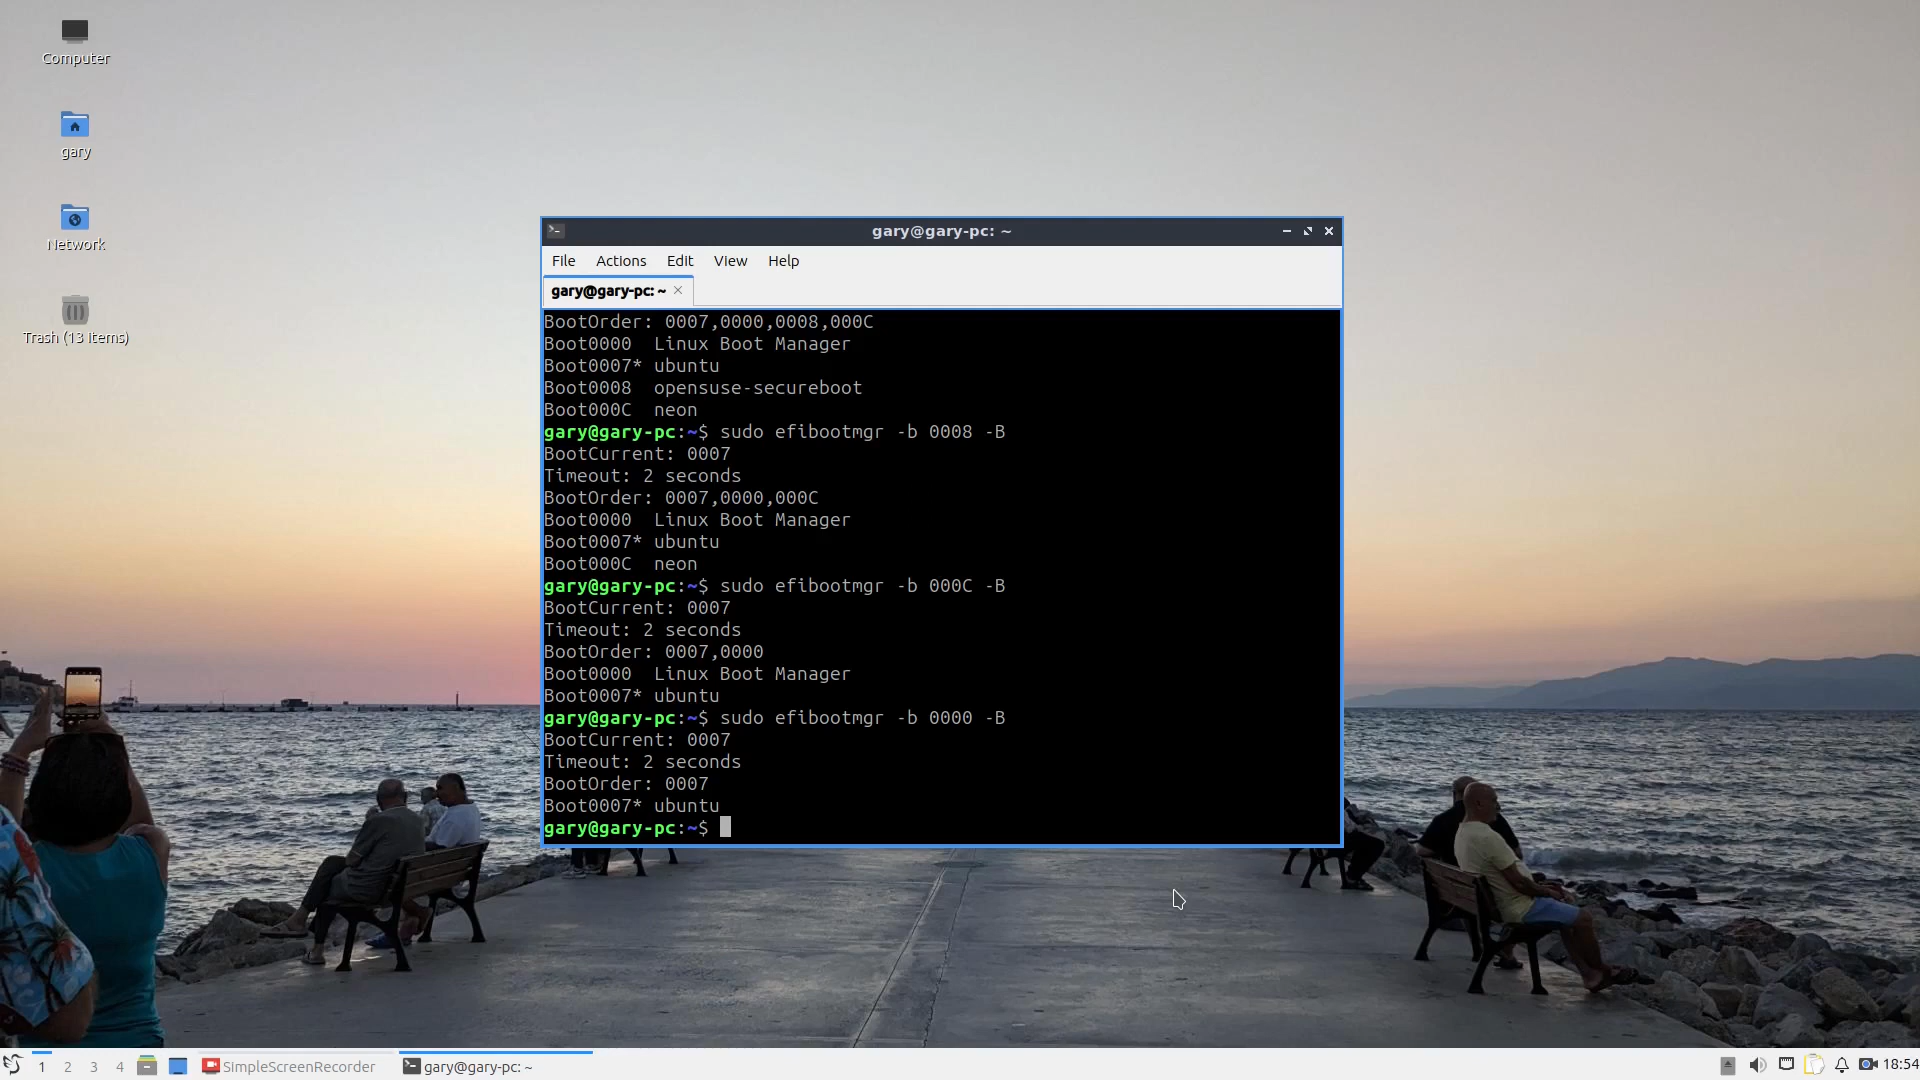 Computer
gary
Network
Trash (13 items)
gary@gary-pc: ~
File Actions Edit View Help
gary@gary-pc: ~
BootOrder: 0007,0000,0008,000C
Boot0000  Linux Boot Manager
Boot0007* ubuntu
Boot0008  opensuse-secureboot
Boot000C  neon
gary@gary-pc:~$ sudo efibootmgr -b 0008 -B
BootCurrent: 0007
Timeout: 2 seconds
BootOrder: 0007,0000,000C
Boot0000  Linux Boot Manager
Boot0007* ubuntu
Boot000C  neon
gary@gary-pc:~$ sudo efibootmgr -b 000C -B
BootCurrent: 0007
Timeout: 2 seconds
BootOrder: 0007,0000
Boot0000  Linux Boot Manager
Boot0007* ubuntu
gary@gary-pc:~$ sudo efibootmgr -b 0000 -B
BootCurrent: 0007
Timeout: 2 seconds
BootOrder: 0007
Boot0007* ubuntu
gary@gary-pc:~$
1 2 3 4 SimpleScreenRecorder gary@gary-pc: ~ 18:54